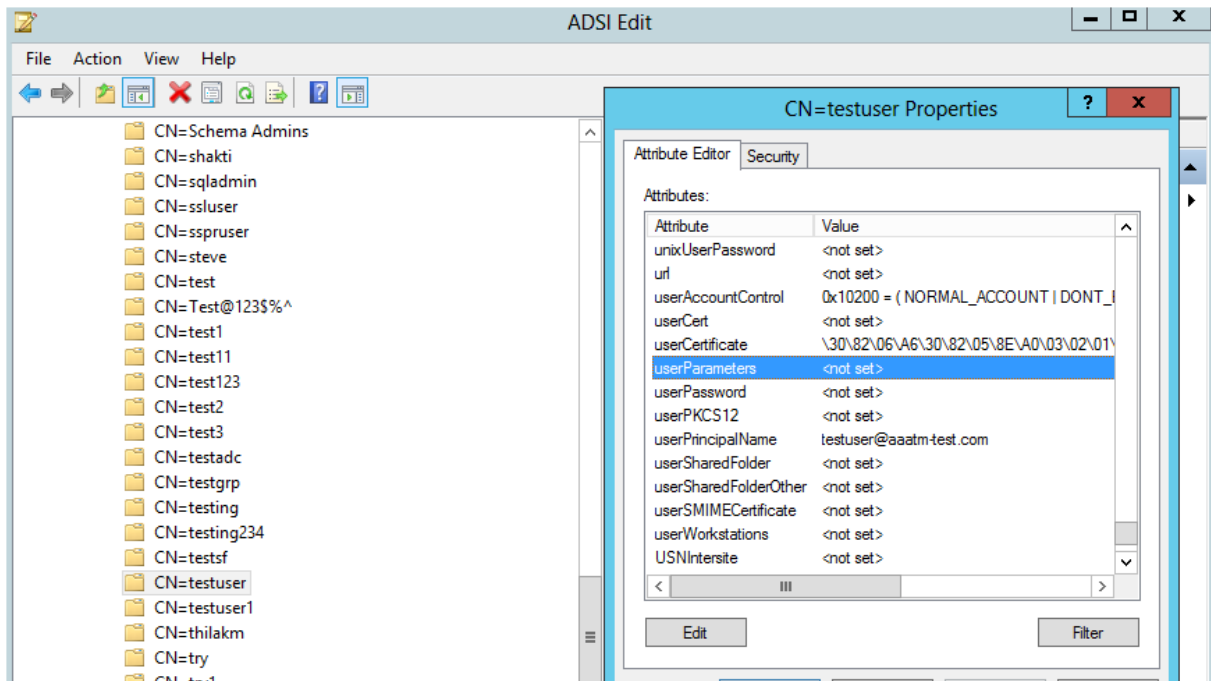 ADSI Edit
File Action View Help
CN=Schema Admins
CN=shakti
CN=sqladmin
CN=ssluser
CN=sspruser
CN=steve
CN=test
CN=Test@123$%^
CN=test1
CN=test11
CN=test123
CN=test2
CN=test3
CN=testadc
CN=testgrp
CN=testing
CN=testing234
CN=testsf
CN=testuser
CN=testuser1
CN=thilakm
CN=try
CN=try1
CN=testuser Properties
Attribute Editor Security
Attributes:
Attribute Value
unixUserPassword <not set>
url <not set>
userAccountControl 0x10200 = ( NORMAL_ACCOUNT | DONT_
userCert <not set>
userCertificate \30\82\06\A6\30\82\05\8E\A0\03\02\01\
userParameters <not set>
userPassword <not set>
userPKCS12 <not set>
userPrincipalName testuser@aaatm-test.com
userSharedFolder <not set>
userSharedFolderOther <not set>
userSMIMECertificate <not set>
userWorkstations <not set>
USNIntersite <not set>
Edit Filter